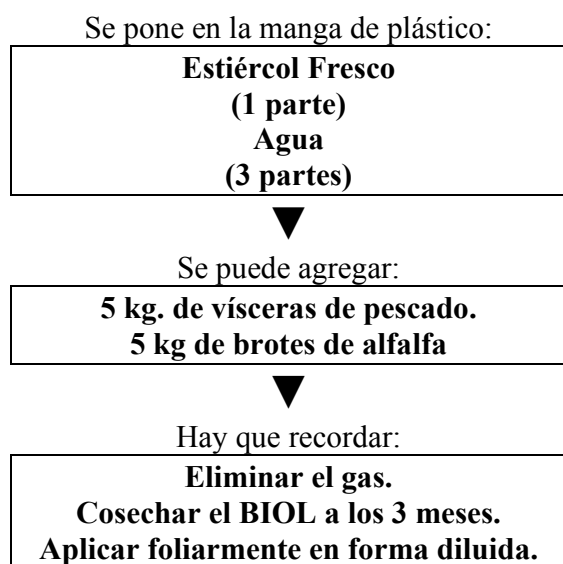 Se pone en la manga de plástico:
Estiércol Fresco
(1 parte)
Agua
(3 partes)
Se puede agregar:
5 kg. de vísceras de pescado.
5 kg de brotes de alfalfa
Hay que recordar:
Eliminar el gas.
Cosechar el BIOL a los 3 meses.
Aplicar foliarmente en forma diluida.